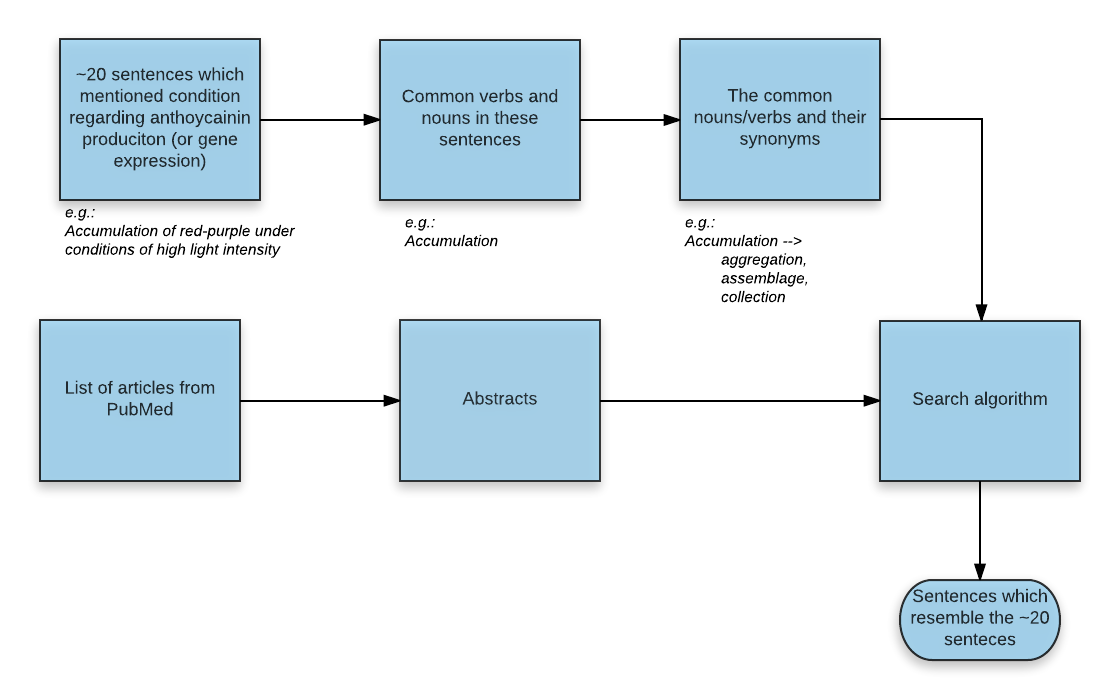 ~20 sentences which
mentioned condition
regarding anthoycainin
produciton (or gene
expression)
Common verbs and
nouns in these
sentences
The common
nouns/verbs and their
synonyms
e.g.:
Accumulation of red-purple under
conditions of high light intensity
e.g.:
Accumulation
e.g.:
Accumulation -->
aggregation,
assemblage,
collection
List of articles from
PubMed
Abstracts
Search algorithm
Sentences which
resemble the ~20
senteces